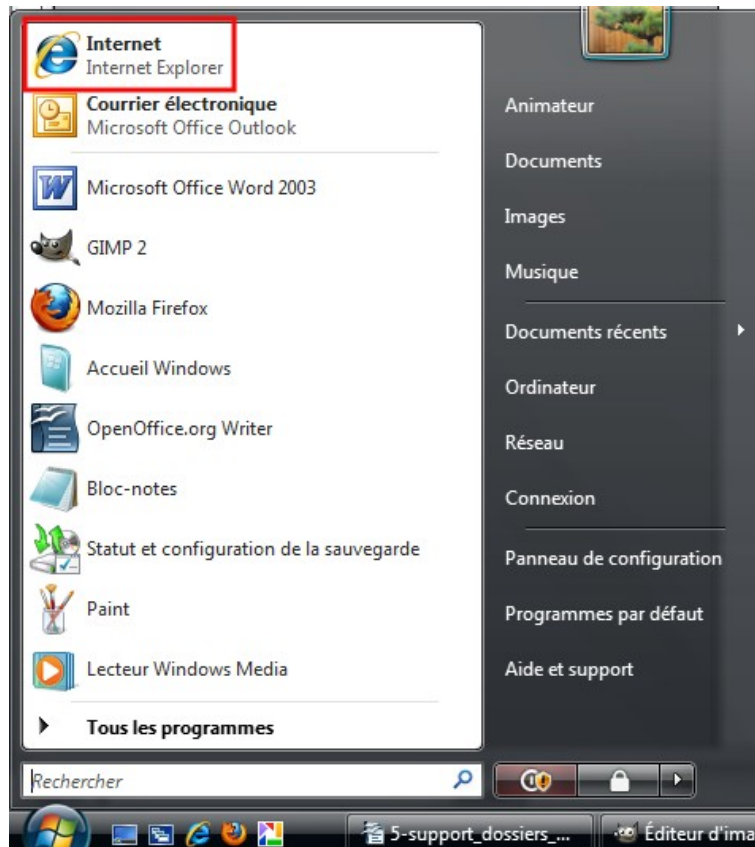 Internet
Internet Explorer
Courrier électronique
Microsoft Office Outlook
Microsoft Office Word 2003
GIMP 2
Mozilla Firefox
Accueil Windows
OpenOffice.org Writer
Bloc-notes
Statut et configuration de la sauvegarde
Paint
Lecteur Windows Media
Tous les programmes
Rechercher
Animateur
Documents
Images
Musique
Documents récents
Ordinateur
Réseau
Connexion
Panneau de configuration
Programmes par défaut
Aide et support
5-support_dossiers_...
Éditeur d'ima